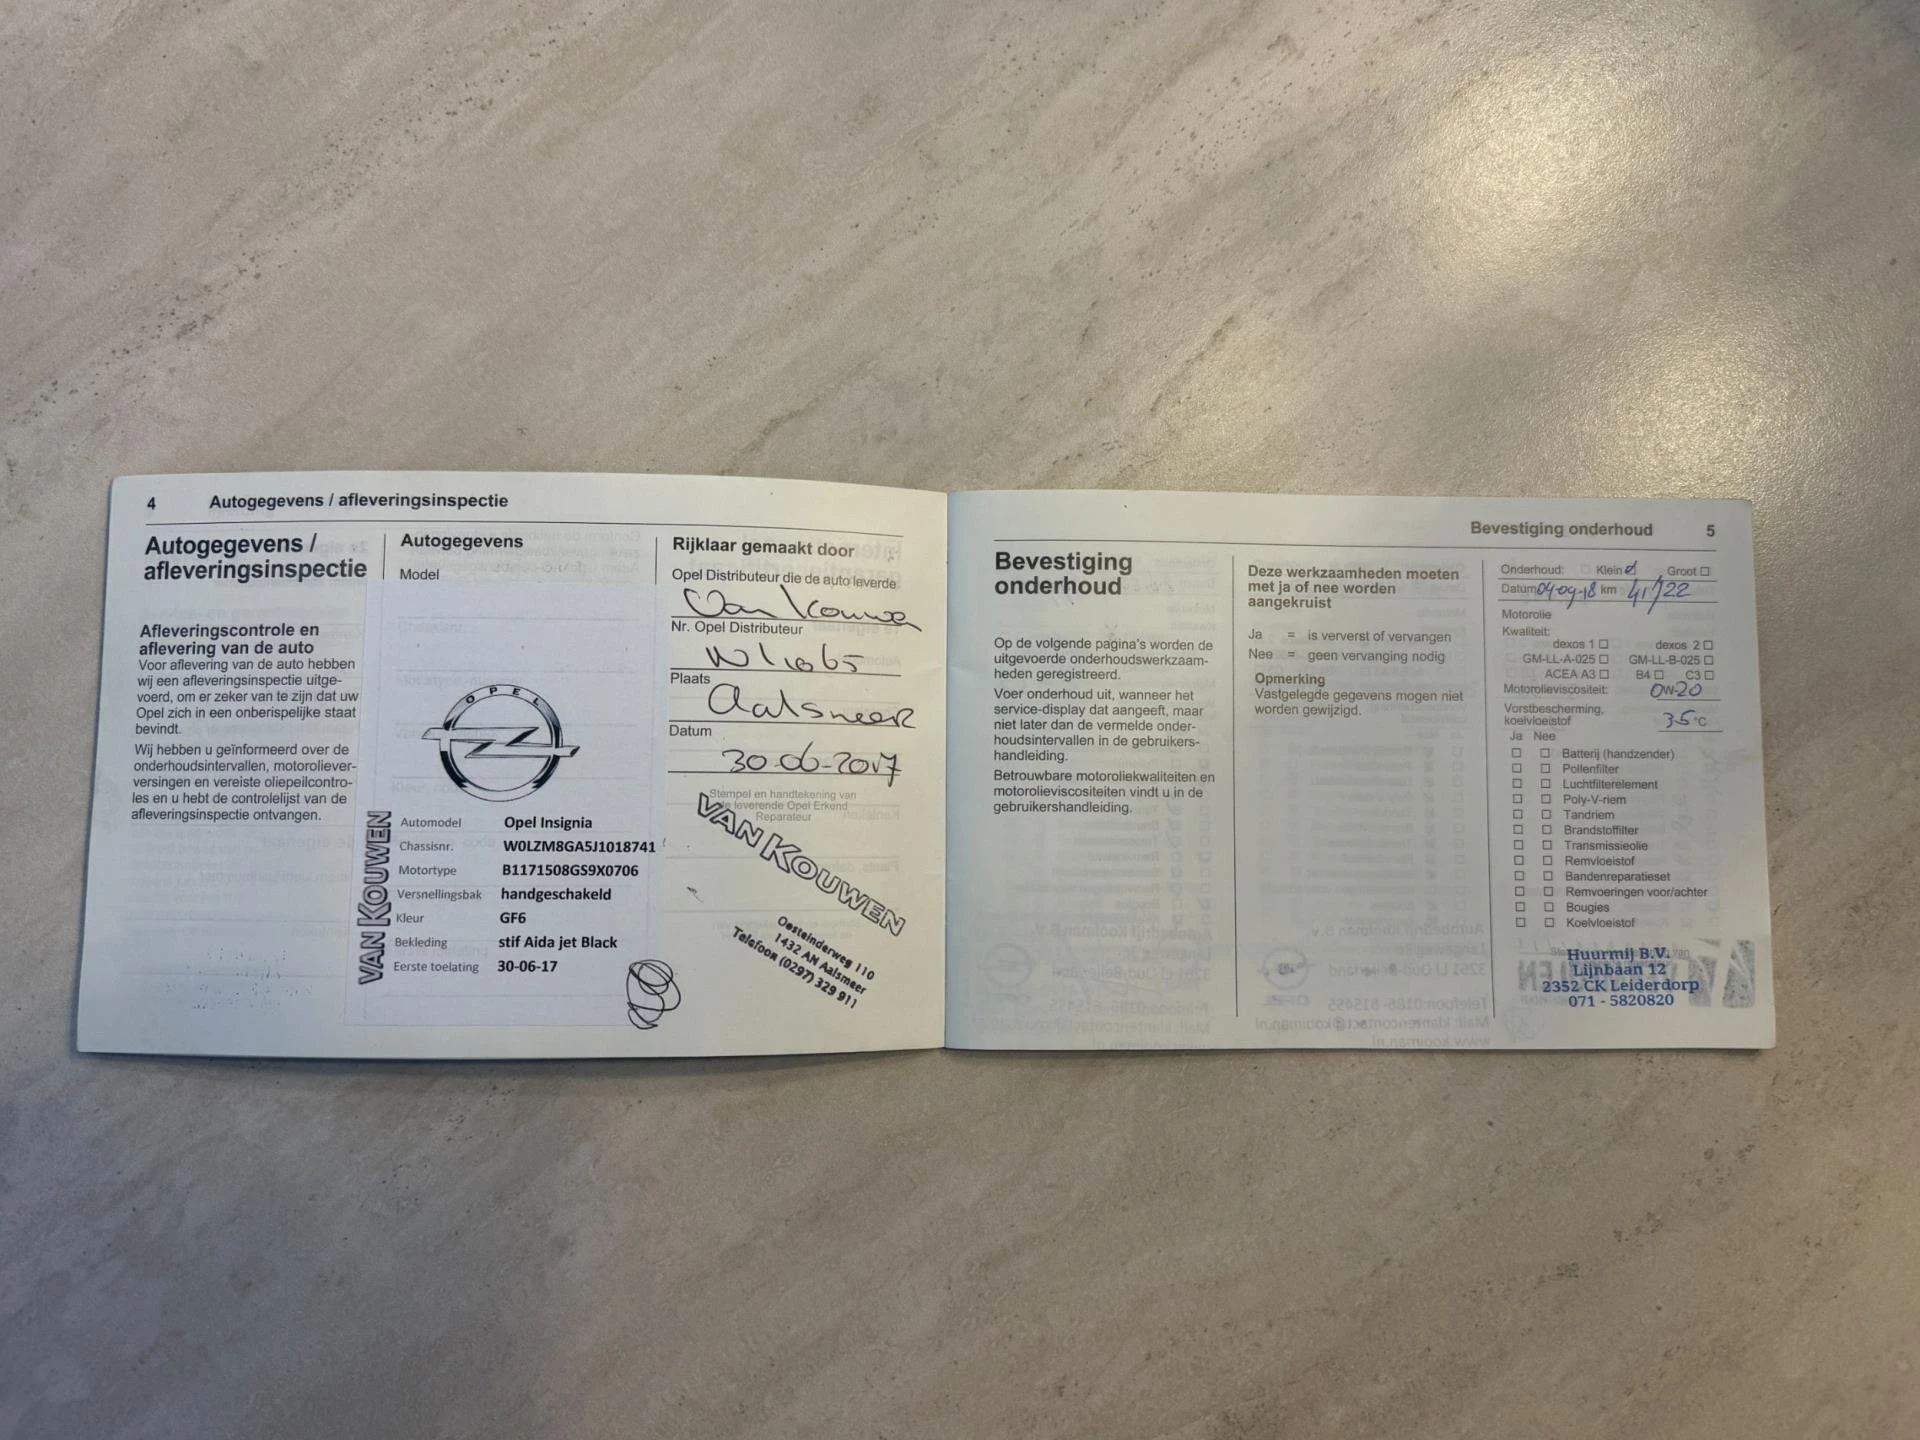 4 Autogegevens / afleveringsinspectie
Autogegevens /
afleveringsinspectie
Afleveringscontrole en
aflevering van de auto
Voor aflevering van de auto hebben
wij een afleveringsinspectie uitge-
voerd, om er zeker van te zijn dat uw
Opel zich in een onberispelijke staat
bevindt.
Wij hebben u geïnformeerd over de
onderhoudsintervallen, motoroliever-
versingen en vereiste oliepeilcontro-
les en u hebt de controlelijst van de
afleveringsinspectie ontvangen.
Autogegevens
Model
OPEL
VAN KOUWEN
Automodel Opel Insignia
Chassisnr. W0LZM8GA5J1018741
Motortype B1171508GS9X0706
Versnellingsbak handgeschakeld
Kleur GF6
Bekleding stif Aida jet Black
Eerste toelating 30-06-17
Rijklaar gemaakt door
Opel Distributeur die de auto leverde
Van Kouwen
Nr. Opel Distributeur
Plaats
Aalsmeer
Datum
30-06-2017
Stempel en handtekening van
de leverende Opel Erkend
Reparateur
VAN KOUWEN
Oosteinderweg 110
1432 AN Aalsmeer
Telefoon (0297) 329 911
Bevestiging onderhoud 5
Bevestiging
onderhoud
Op de volgende pagina's worden de
uitgevoerde onderhoudswerkzaam-
heden geregistreerd.
Voer onderhoud uit, wanneer het
service-display dat aangeeft, maar
niet later dan de vermelde onder-
houdsintervallen in de gebruikers-
handleiding.
Betrouwbare motoroliekwaliteiten en
motorolieviscositeiten vindt u in de
gebruikershandleiding.
Deze werkzaamheden moeten
met ja of nee worden
aangekruist
Ja = is ververst of vervangen
Nee = geen vervanging nodig
Opmerking
Vastgelegde gegevens mogen niet
worden gewijzigd.
Onderhoud: Klein Groot
Datum 04-09-18 km
Motorolie
Kwaliteit:
dexos 1 dexos 2
GM-LL-A-025 GM-LL-B-025
ACEA A3 B4 C3
Motorolieviscositeit: 0W-20
Vorstbescherming,
koelvloeistof 35 °C
Ja Nee
Batterij (handzender)
Pollenfilter
Luchtfilterelement
Poly-V-riem
Tandriem
Brandstoffilter
Transmissieolie
Remvloeistof
Bandenreparatieset
Remvoeringen voor/achter
Bougies
Koelvloeistof
Huurmij B.V.
Lijnbaan 12
2352 CK Leiderdorp
071 - 5820820